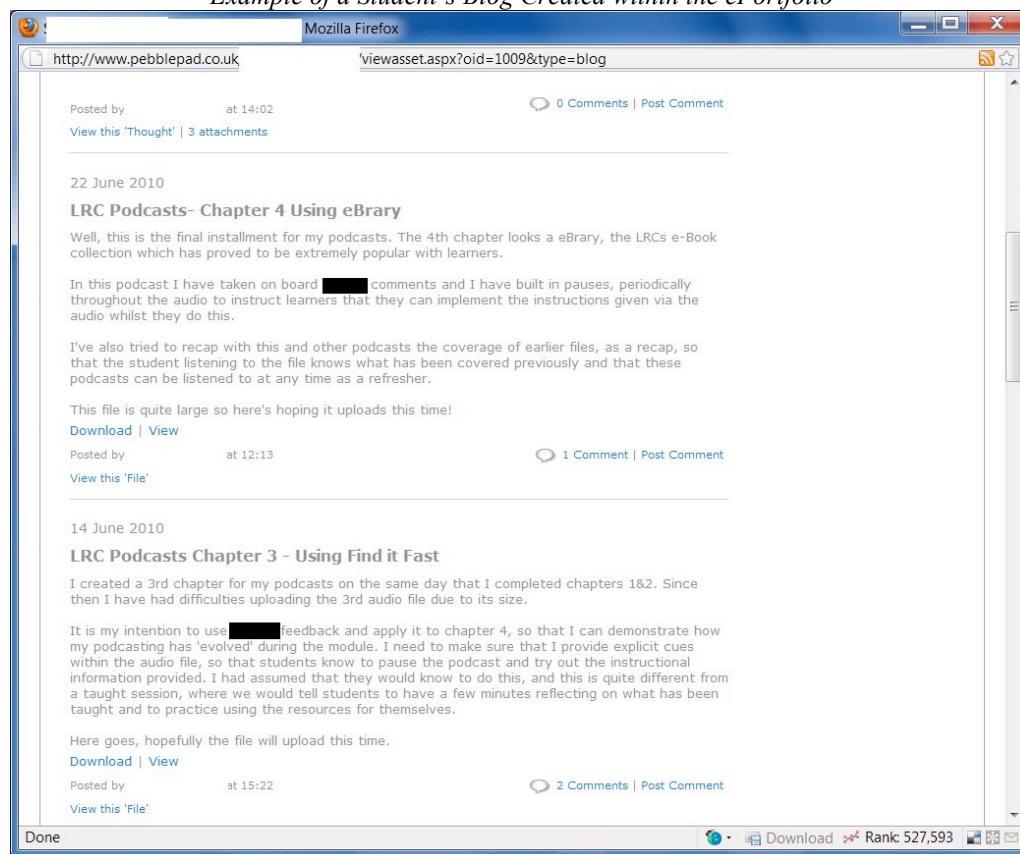 Example of a Student's Blog Created within the ePortfolio
Mozilla Firefox
http://www.pebblepad.co.uk /viewasset.aspx?oid=1009&type=blog
Posted by at 14:02 0 Comments | Post Comment
View this 'Thought' | 3 attachments
22 June 2010
LRC Podcasts- Chapter 4 Using eBrary
Well, this is the final installment for my podcasts. The 4th chapter looks a eBrary, the LRCs e-Book
collection which has proved to be extremely popular with learners.
In this podcast I have taken on board comments and I have built in pauses, periodically
throughout the audio to instruct learners that they can implement the instructions given via the
audio whilst they do this.
I've also tried to recap with this and other podcasts the coverage of earlier files, as a recap, so
that the student listening to the file knows what has been covered previously and that these
podcasts can be listened to at any time as a refresher.
This file is quite large so here's hoping it uploads this time!
Download | View
Posted by at 12:13 1 Comment | Post Comment
View this 'File'
14 June 2010
LRC Podcasts Chapter 3 - Using Find it Fast
I created a 3rd chapter for my podcasts on the same day that I completed chapters 1&2. Since
then I have had difficulties uploading the 3rd audio file due to its size.
It is my intention to use feedback and apply it to chapter 4, so that I can demonstrate how
my podcasting has 'evolved' during the module. I need to make sure that I provide explicit cues
within the audio file, so that students know to pause the podcast and try out the instructional
information provided. I had assumed that they would know to do this, and this is quite different from
a taught session, where we would tell students to have a few minutes reflecting on what has been
taught and to practice using the resources for themselves.
Here goes, hopefully the file will upload this time.
Download | View
Posted by at 15:22 2 Comments | Post Comment
View this 'File'
Done Download Rank: 527,593